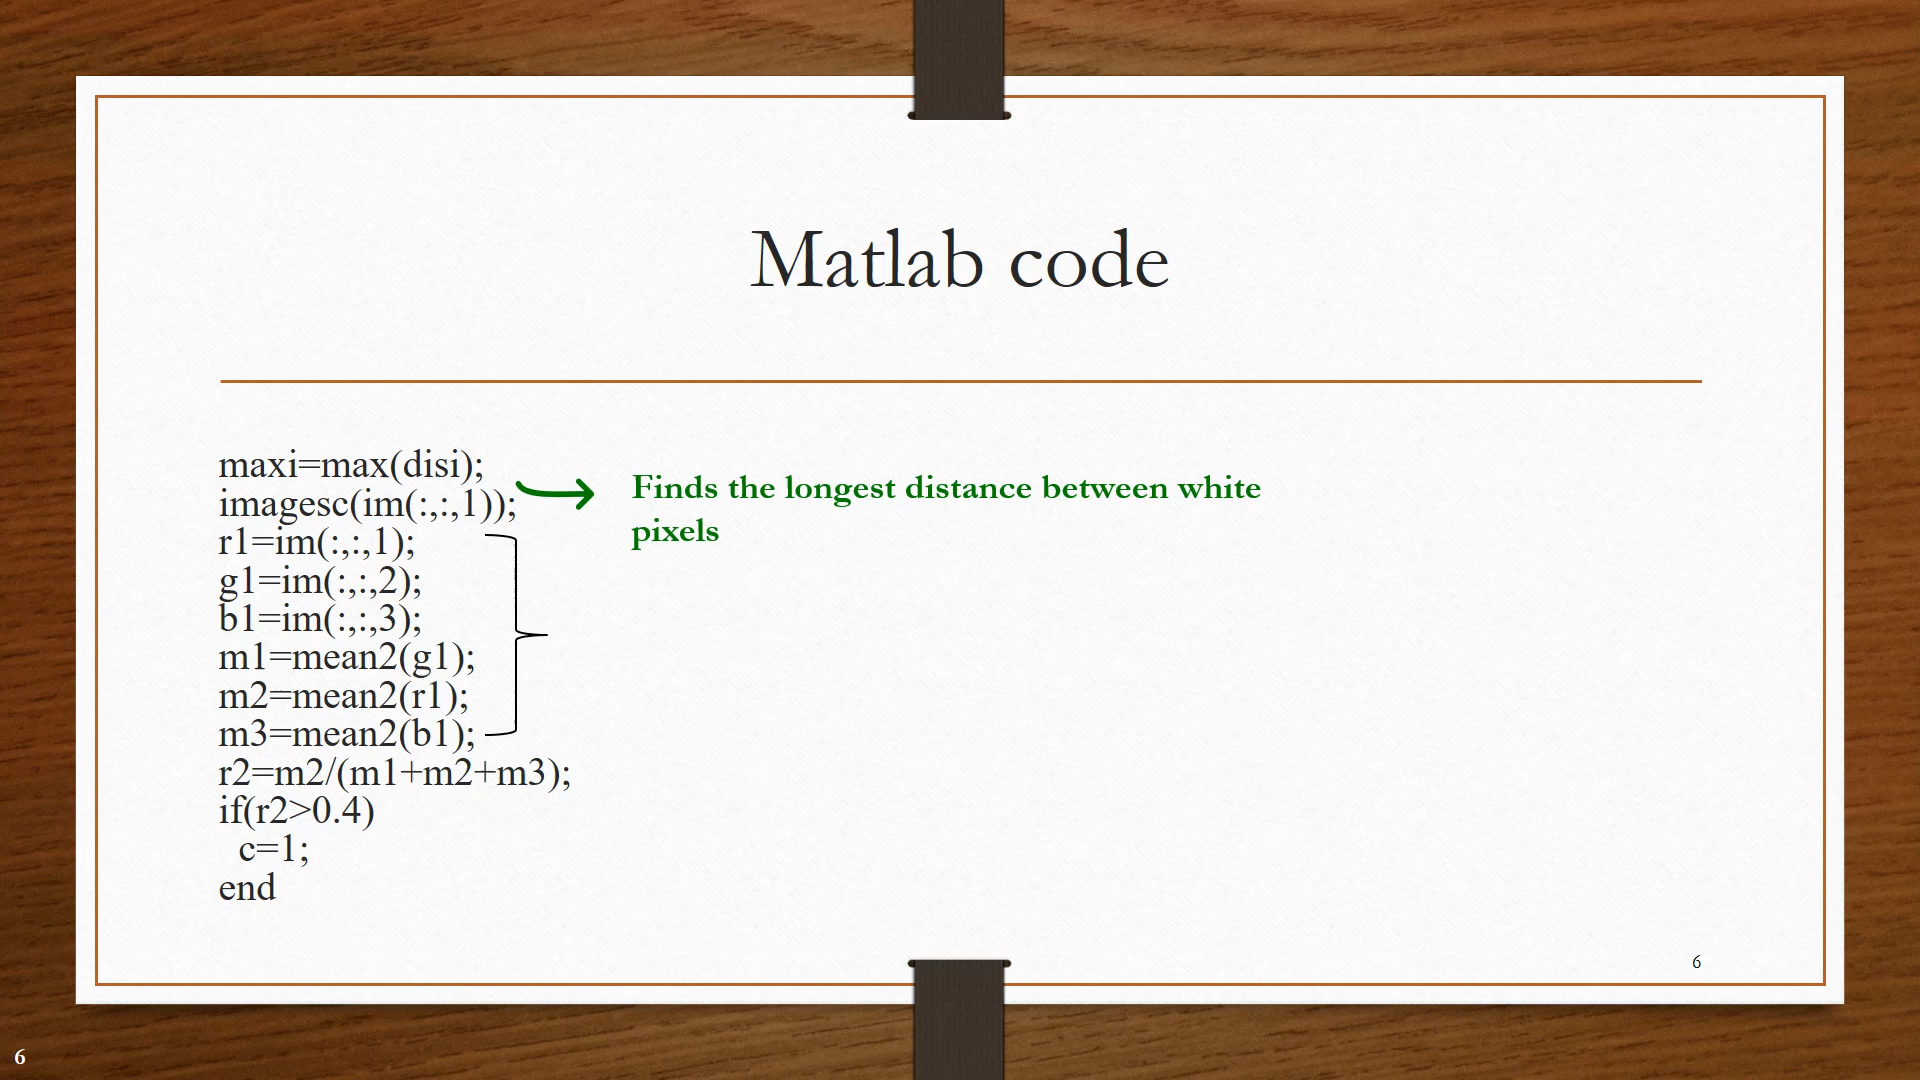 Matlab code
maxi=max(disi);
imagesc(im(:,:,1));
r1=im(:,:,1);
g1=im(:,:,2);
b1=im(:,:,3);
m1=mean2(g1);
m2=mean2(r1);
m3=mean2(b1);
r2=m2/(m1+m2+m3);
if(r2>0.4)
  c=1;
end
Finds the longest distance between white
pixels
6
6